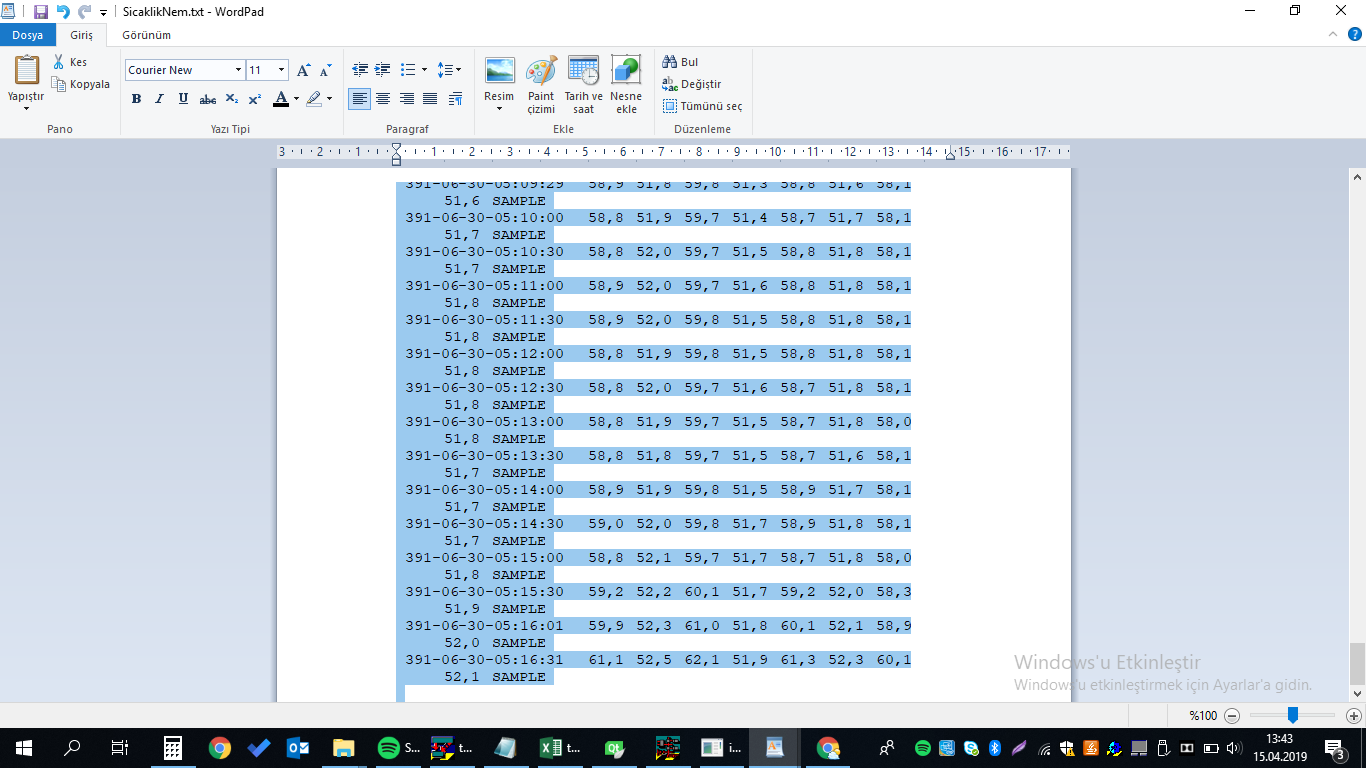 SicaklikNem.txt - WordPad
Dosya Giriş Görünüm
Yapıştır
Kes
Kopyala
Pano
Courier New 11
Yazı Tipi
Paragraf
Resim
Paint çizimi
Tarih ve saat
Nesne ekle
Ekle
Bul
Değiştir
Tümünü seç
Düzenleme
3 2 1 1 2 3 4 5 6 7 8 9 10 11 12 13 14 15 16 17
391-06-30-05:09:29 58,9 51,8 59,8 51,3 58,8 51,6 58,1
51,6 SAMPLE
391-06-30-05:10:00 58,8 51,9 59,7 51,4 58,7 51,7 58,1
51,7 SAMPLE
391-06-30-05:10:30 58,8 52,0 59,7 51,5 58,8 51,8 58,1
51,7 SAMPLE
391-06-30-05:11:00 58,9 52,0 59,7 51,6 58,8 51,8 58,1
51,8 SAMPLE
391-06-30-05:11:30 58,9 52,0 59,8 51,5 58,8 51,8 58,1
51,8 SAMPLE
391-06-30-05:12:00 58,8 51,9 59,8 51,5 58,8 51,8 58,1
51,8 SAMPLE
391-06-30-05:12:30 58,8 52,0 59,7 51,6 58,7 51,8 58,1
51,8 SAMPLE
391-06-30-05:13:00 58,8 51,9 59,7 51,5 58,7 51,8 58,0
51,8 SAMPLE
391-06-30-05:13:30 58,8 51,8 59,7 51,5 58,7 51,6 58,1
51,7 SAMPLE
391-06-30-05:14:00 58,9 51,9 59,8 51,5 58,9 51,7 58,1
51,7 SAMPLE
391-06-30-05:14:30 59,0 52,0 59,8 51,7 58,9 51,8 58,1
51,7 SAMPLE
391-06-30-05:15:00 58,8 52,1 59,7 51,7 58,7 51,8 58,0
51,8 SAMPLE
391-06-30-05:15:30 59,2 52,2 60,1 51,7 59,2 52,0 58,3
51,9 SAMPLE
391-06-30-05:16:01 59,9 52,3 61,0 51,8 60,1 52,1 58,9
52,0 SAMPLE
391-06-30-05:16:31 61,1 52,5 62,1 51,9 61,3 52,3 60,1
52,1 SAMPLE
Windows'u Etkinleştir
Windows'u etkinleştirmek için Ayarlar'a gidin.
%100
S... t... t... i...
13:43
15.04.2019
3